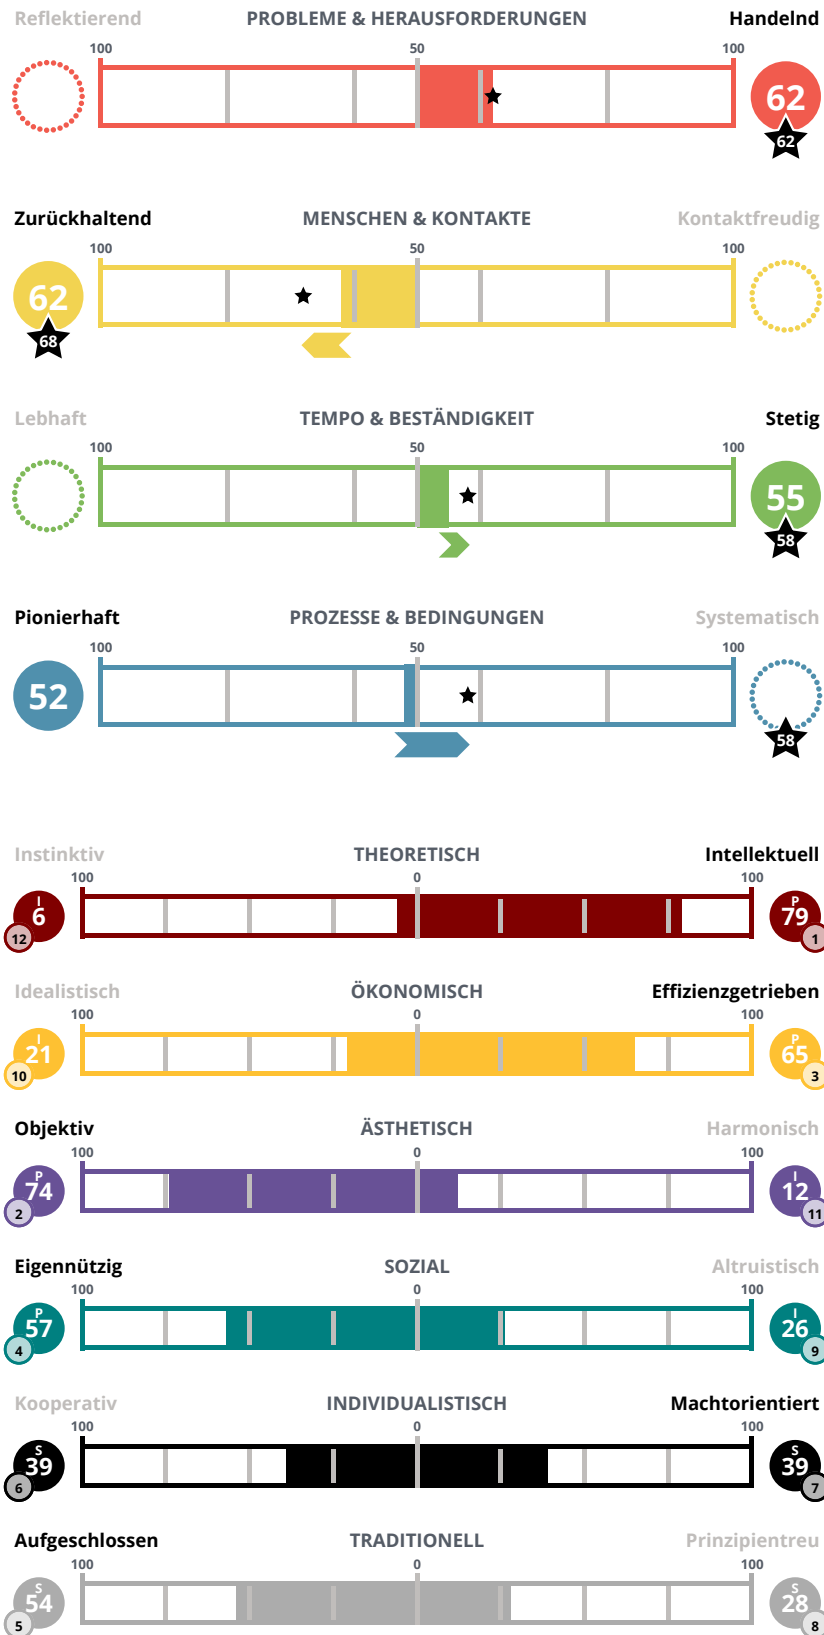 Reflektierend PROBLEME & HERAUSFORDERUNGEN Handelnd
100 50 100
62
62
Zurückhaltend MENSCHEN & KONTAKTE Kontaktfreudig
100 50 100
62
68
Lebhaft TEMPO & BESTÄNDIGKEIT Stetig
100 50 100
55
58
Pionierhaft PROZESSE & BEDINGUNGEN Systematisch
100 50 100
52
58
Instinktiv THEORETISCH Intellektuell
100 0 100
I P
6 79
12 1
Idealistisch ÖKONOMISCH Effizienzgetrieben
100 0 100
I P
21 65
10 3
Objektiv ÄSTHETISCH Harmonisch
100 0 100
P I
74 12
2 11
Eigennützig SOZIAL Altruistisch
100 0 100
P I
57 26
4 9
Kooperativ INDIVIDUALISTISCH Machtorientiert
100 0 100
S S
39 39
6 7
Aufgeschlossen TRADITIONELL Prinzipientreu
100 0 100
S S
54 28
5 8